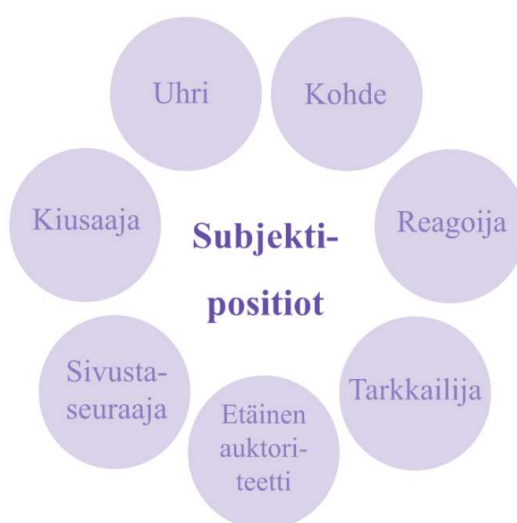 Uhri
Kohde
Kiusaaja
Subjekti-
positiot
Reagoija
Sivusta-
seuraaja
Etäinen
auktori-
teetti
Tarkkailija